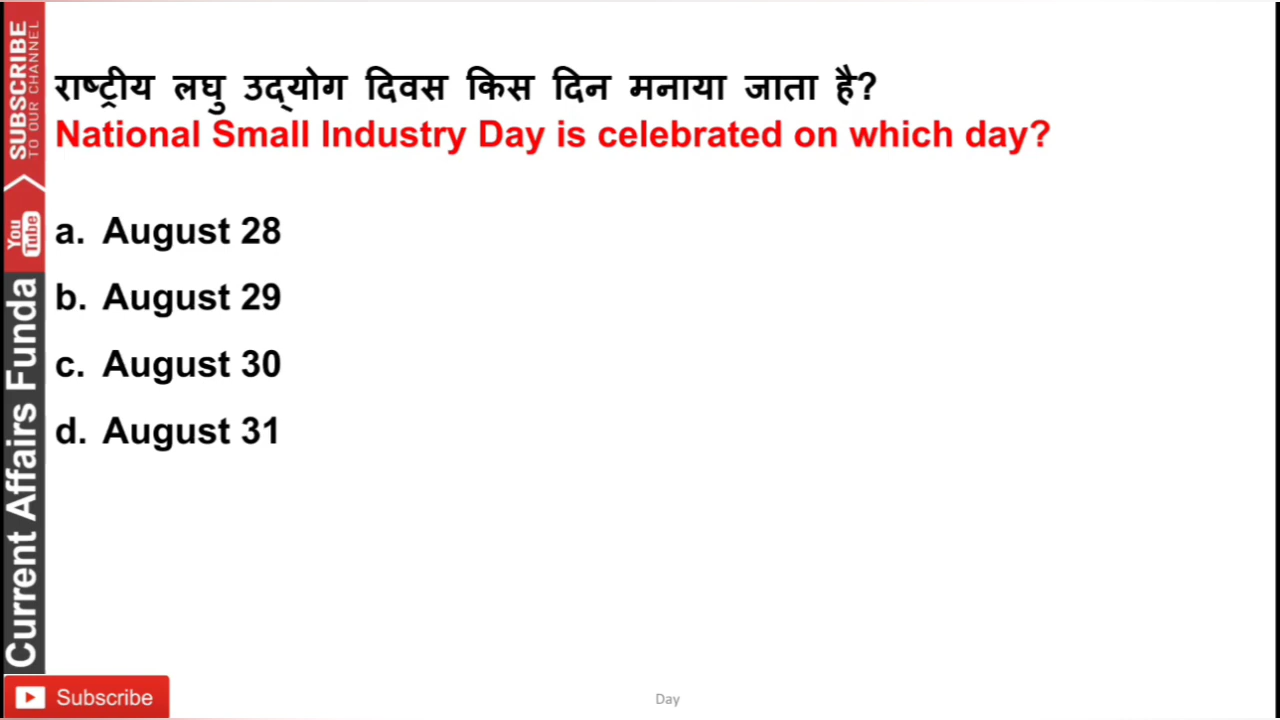 राष्ट्रीय लघु उद्योग दिवस किस दिन मनाया जाता है?
National Small Industry Day is celebrated on which day?
a. August 28
b. August 29
c. August 30
d. August 31
SUBSCRIBE
TO OUR CHANNEL
You Tube
Current Affairs Funda
Subscribe
Day